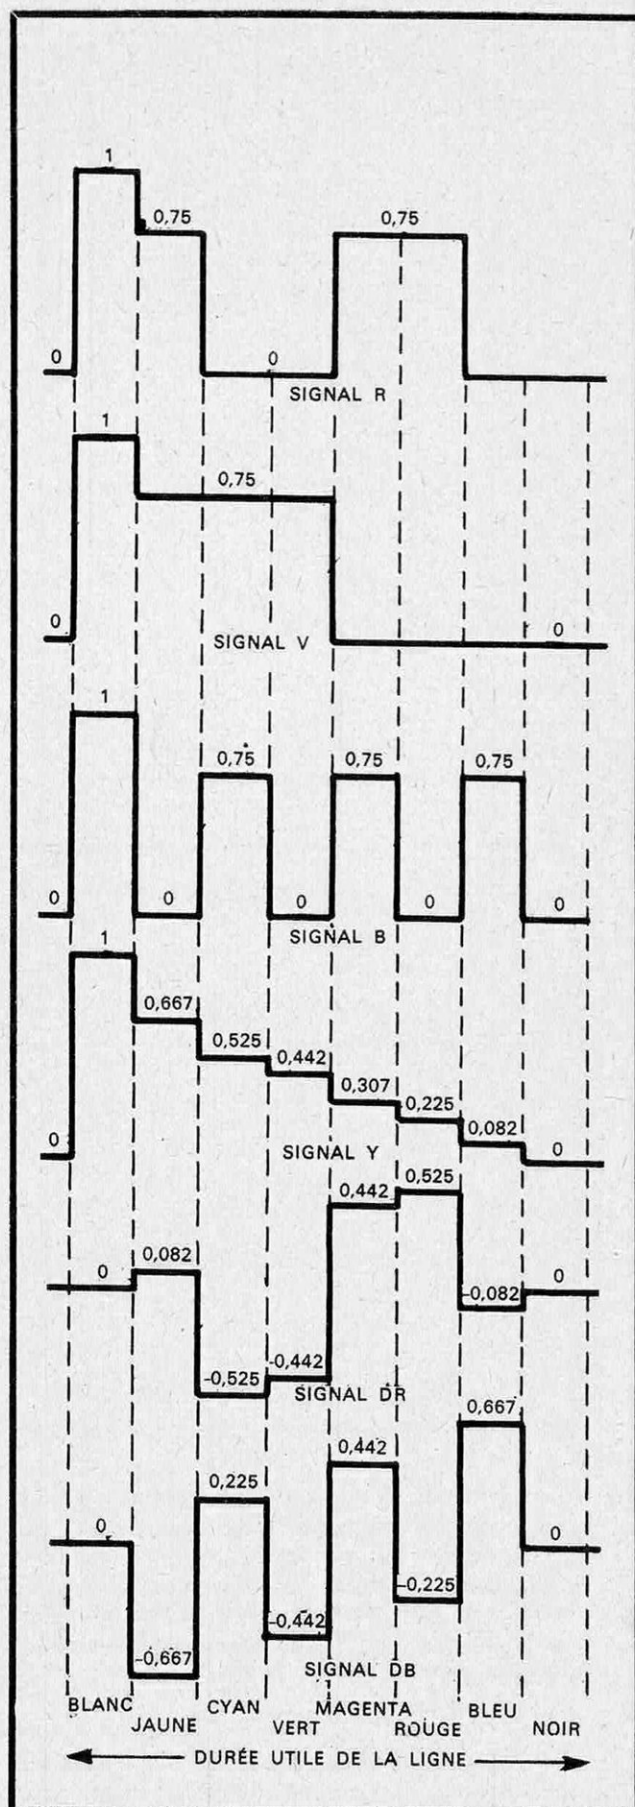 1
0,75
0,75
0
0
SIGNAL R
1
0,75
0
0
SIGNAL V
1
0,75
0,75
0,75
0
0
0
0
0
SIGNAL B
1
0,667
0,525
0,442
0,307
0,225
0,082
0
0
SIGNAL Y
0,442
0,525
0,082
0
-0,082
0
-0,442
-0,525
SIGNAL DR
0,667
0,442
0,225
0
0
-0,225
-0,442
-0,667
SIGNAL DB
BLANC
CYAN
MAGENTA
BLEU
JAUNE
VERT
ROUGE
NOIR
DURÉE UTILE DE LA LIGNE